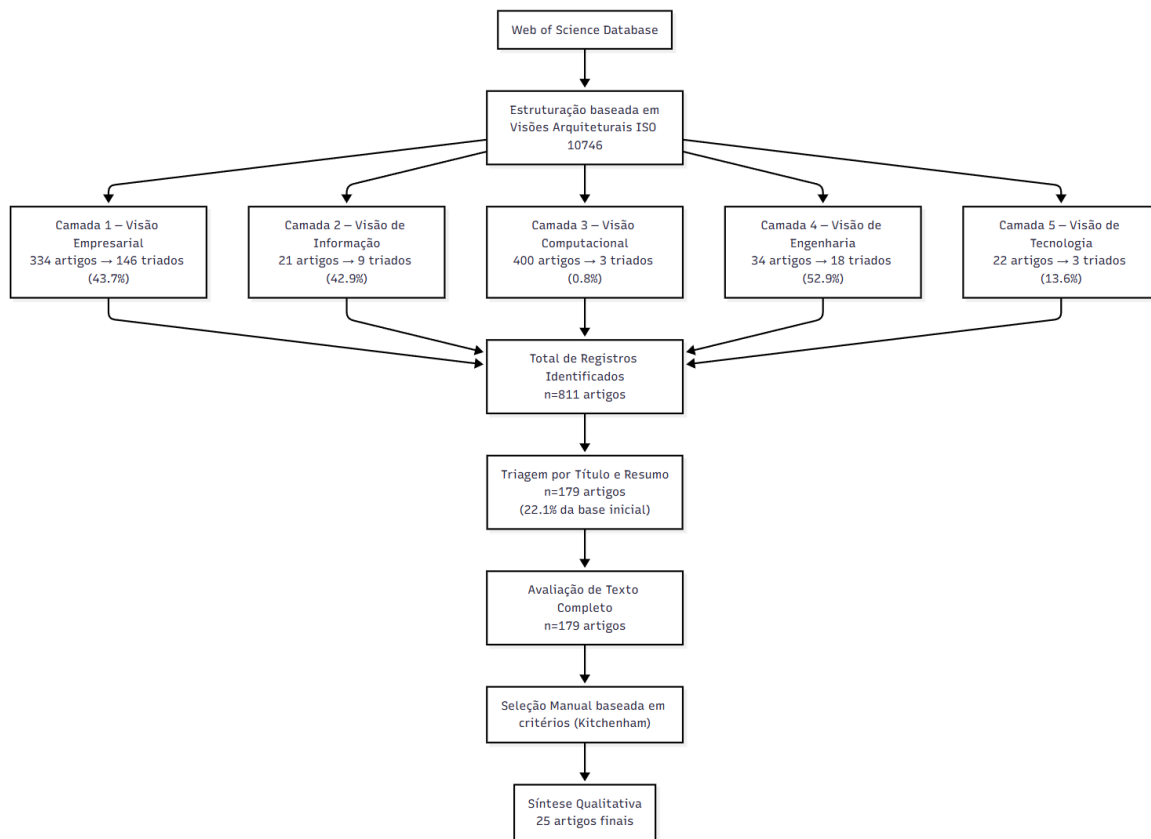 Web of Science Database
Estruturação baseada em
Visões Arquiteturais ISO
10746
Camada 1 – Visão
Empresarial
334 artigos → 146 triados
(43.7%)
Camada 2 – Visão de
Informação
21 artigos → 9 triados
(42.9%)
Camada 3 – Visão
Computacional
400 artigos → 3 triados
(0.8%)
Camada 4 – Visão de
Engenharia
34 artigos → 18 triados
(52.9%)
Camada 5 – Visão de
Tecnologia
22 artigos → 3 triados
(13.6%)
Total de Registros
Identificados
n=811 artigos
Triagem por Título e Resumo
n=179 artigos
(22.1% da base inicial)
Avaliação de Texto
Completo
n=179 artigos
Seleção Manual baseada em
critérios (Kitchenham)
Síntese Qualitativa
25 artigos finais